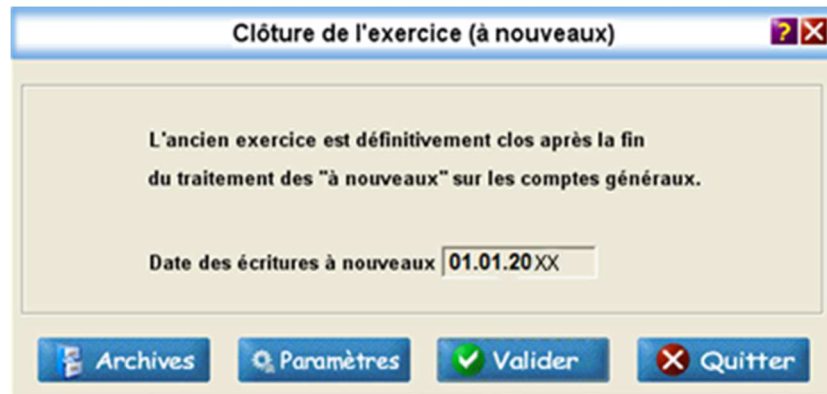 Clôture de l'exercice (à nouveaux)
?
L'ancien exercice est définitivement clos après la fin
du traitement des "à nouveaux" sur les comptes généraux.
Date des écritures à nouveaux 01.01.20XX
Archives Paramètres Valider Quitter